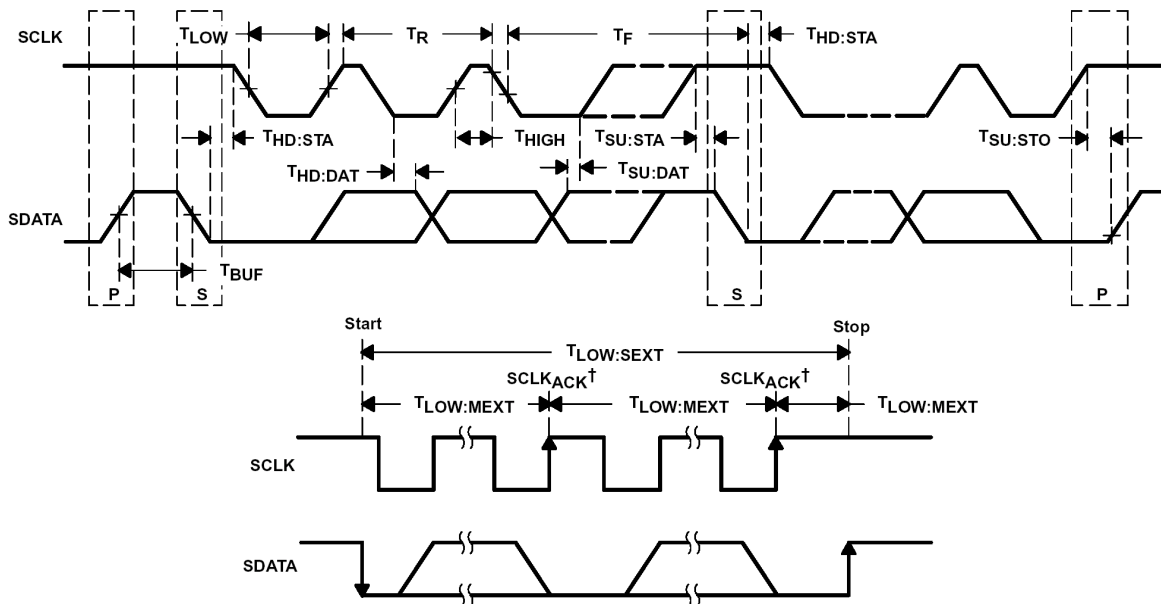 SCLK TLOW TR TF THD:STA
THD:STA THIGH TSU:STA TSU:STO
THD:DAT TSU:DAT
SDATA
TBUF
P S S P
Start Stop
TLOW:SEXT
SCLKACK† SCLKACK†
TLOW:MEXT TLOW:MEXT TLOW:MEXT
SCLK
SDATA